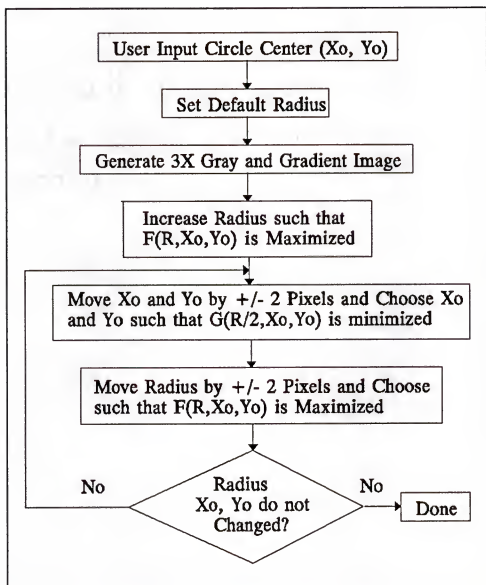 User Input Circle Center (Xo, Yo)
Set Default Radius
Generate 3X Gray and Gradient Image
Increase Radius such that
F(R,Xo,Yo) is Maximized
Move Xo and Yo by +/- 2 Pixels and Choose Xo
and Yo such that G(R/2,Xo,Yo) is minimized
Move Radius by +/- 2 Pixels and Choose
such that F(R,Xo,Yo) is Maximized
No
Radius
Xo, Yo do not
Changed?
No
Done